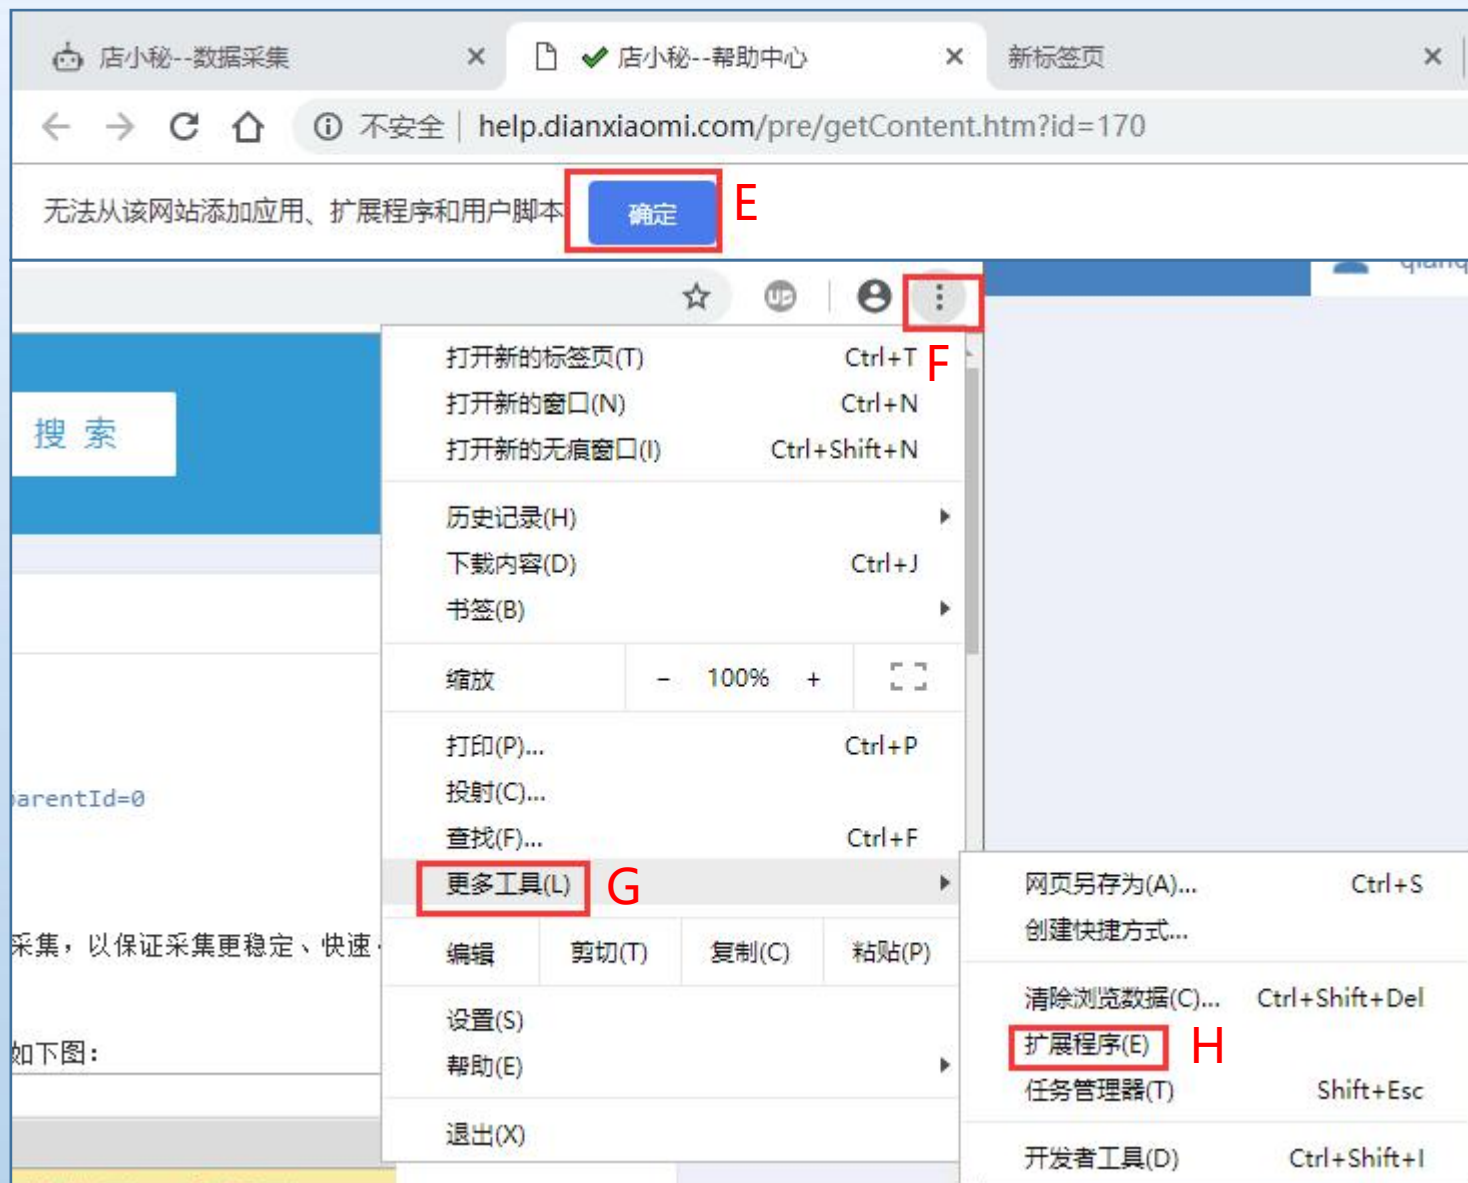 店小秘--数据采集
店小秘--帮助中心
新标签页
不安全 | help.dianxiaomi.com/pre/getContent.htm?id=170
无法从该网站添加应用、扩展程序和用户脚本 确定 E
F
打开新的标签页(T) Ctrl+T
打开新的窗口(N) Ctrl+N
打开新的无痕窗口(I) Ctrl+Shift+N
搜 索
历史记录(H)
下载内容(D) Ctrl+J
书签(B)
缩放 - 100% +
打印(P)... Ctrl+P
投射(C)...
arentId=0
查找(F)... Ctrl+F
更多工具(L) G
采集，以保证采集更稳定、快速
编辑 剪切(T) 复制(C) 粘贴(P)
设置(S)
如下图：
帮助(E)
退出(X)
网页另存为(A)... Ctrl+S
创建快捷方式...
清除浏览数据(C)... Ctrl+Shift+Del
扩展程序(E) H
任务管理器(T) Shift+Esc
开发者工具(D) Ctrl+Shift+I